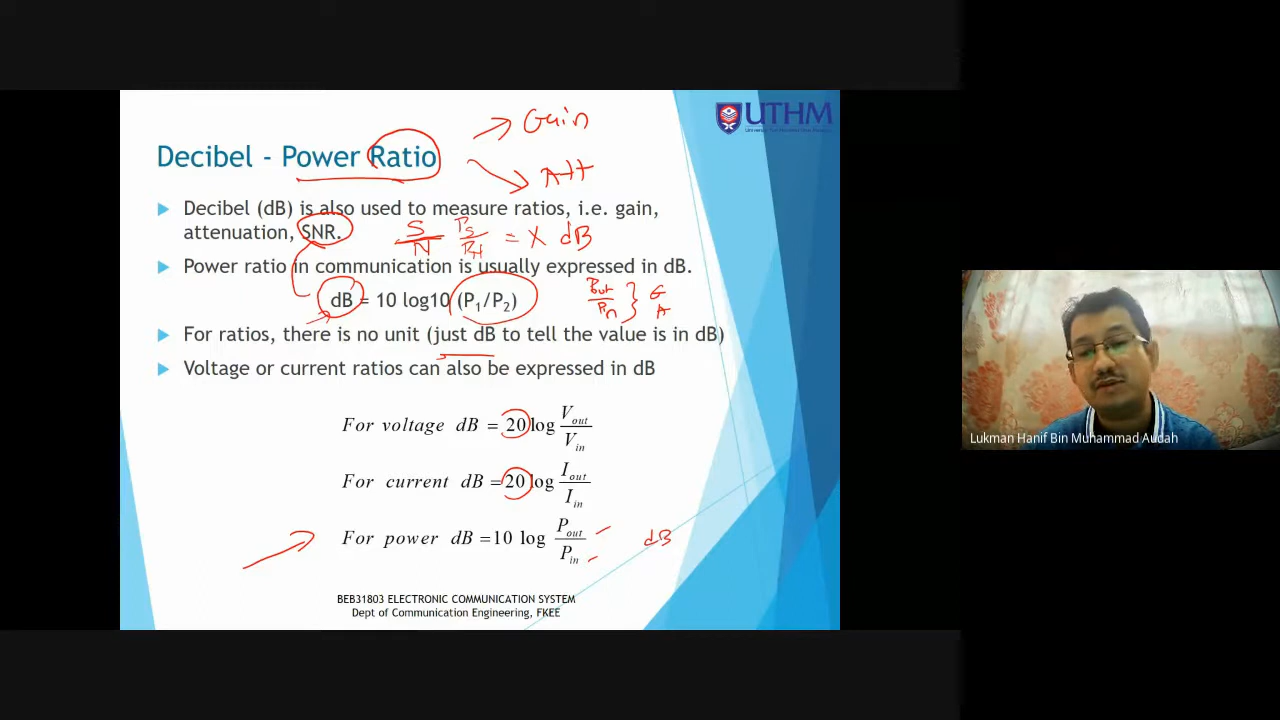 UTHM
Gain
Decibel - Power Ratio
Att
Decibel (dB) is also used to measure ratios, i.e. gain,
attenuation, SNR.
S/N Ps/PN = X dB
Power ratio in communication is usually expressed in dB.
dB = 10 log10 (P1/P2)
Pout/Pin } G A
For ratios, there is no unit (just dB to tell the value is in dB)
Voltage or current ratios can also be expressed in dB
For voltage dB = 20 log Vout/Vin
For current dB = 20 log Iout/Iin
For power dB = 10 log Pout/Pin
dB
Lukman Hanif Bin Muhammad Audah
BEB31803 ELECTRONIC COMMUNICATION SYSTEM
Dept of Communication Engineering, FKEE